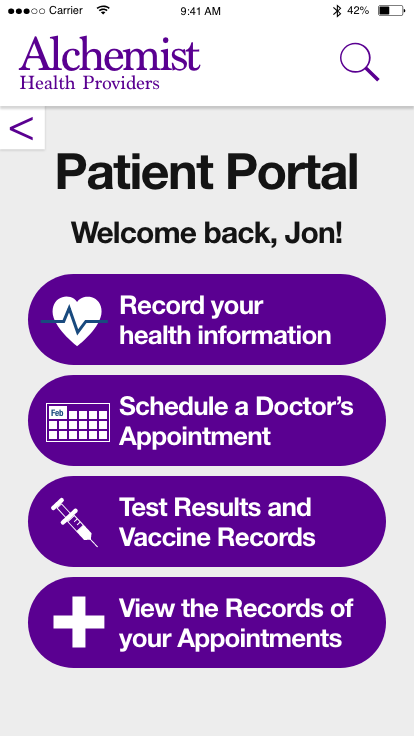 Carrier 9:41 AM 42%
Alchemist
Health Providers
<
Patient Portal
Welcome back, Jon!
Record your
health information
Feb
Schedule a Doctor’s
Appointment
Test Results and
Vaccine Records
View the Records of
your Appointments